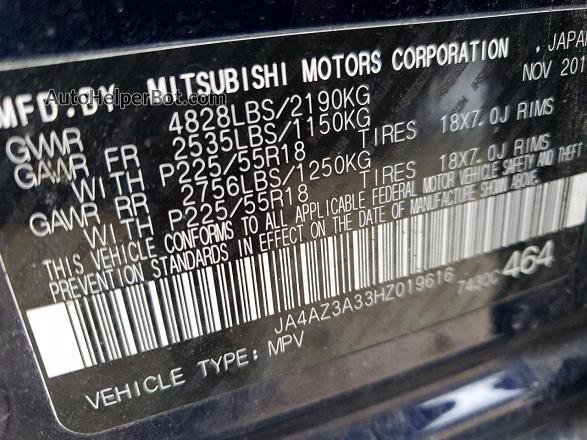 MFD.BY MITSUBISHI MOTORS CORPORATION , JAPAN
NOV 201
AutoHelperBot.com
GVWR 4828LBS/2190KG
GAWR FR 2535LBS/1150KG
WITH P225/55R18 TIRES 18X7.0J RIMS
GAWR RR 2756LBS/1250KG
WITH P225/55R18 TIRES 18X7.0J RIMS
THIS VEHICLE CONFORMS TO ALL APPLICABLE FEDERAL MOTOR VEHICLE SAFETY AND THEFT
PREVENTION STANDARDS IN EFFECT ON THE DATE OF MANUFACTURE SHOWN ABOVE.
JA4AZ3A33HZ019616 7430C 464
VEHICLE TYPE: MPV